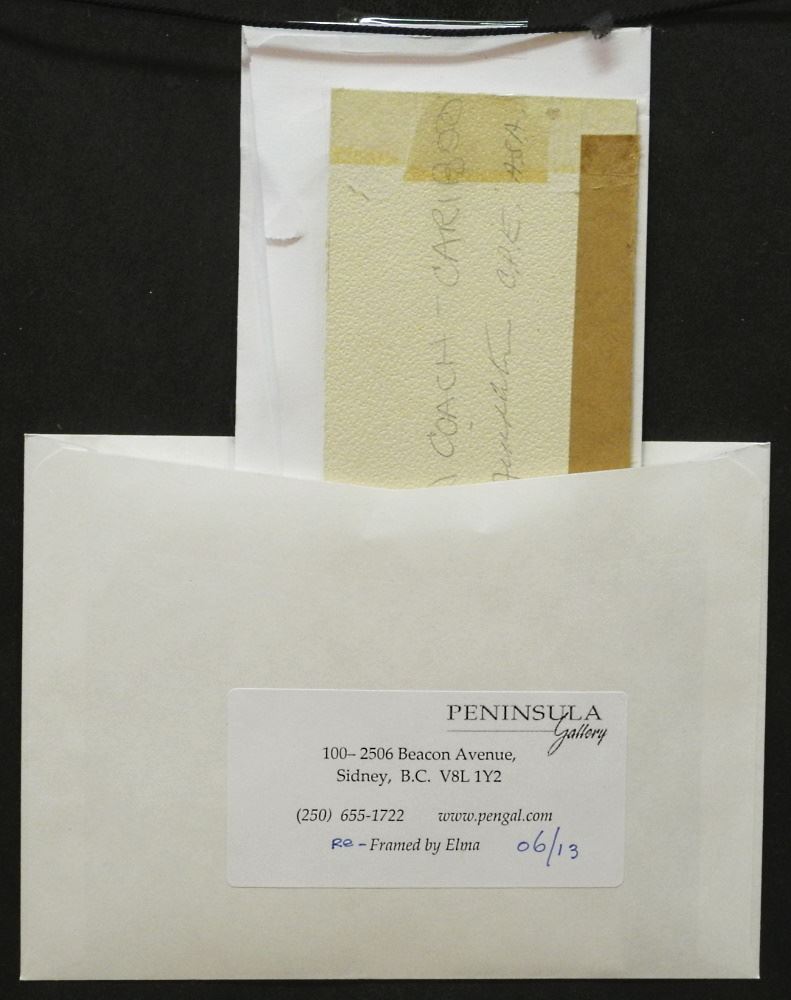 COACH - CARIBOO
PENINSULA
Gallery
100– 2506 Beacon Avenue,
Sidney, B.C. V8L 1Y2
(250) 655-1722 www.pengal.com
Re - Framed by Elma 06/13